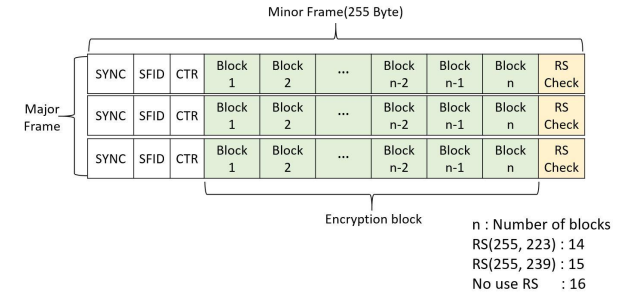 Minor Frame(255 Byte)
SYNC SFID CTR Block 1 Block 2 ... Block n-2 Block n-1 Block n RS Check
Major Frame
SYNC SFID CTR Block 1 Block 2 ... Block n-2 Block n-1 Block n RS Check
SYNC SFID CTR Block 1 Block 2 ... Block n-2 Block n-1 Block n RS Check
Encryption block
n : Number of blocks
RS(255, 223) : 14
RS(255, 239) : 15
No use RS : 16